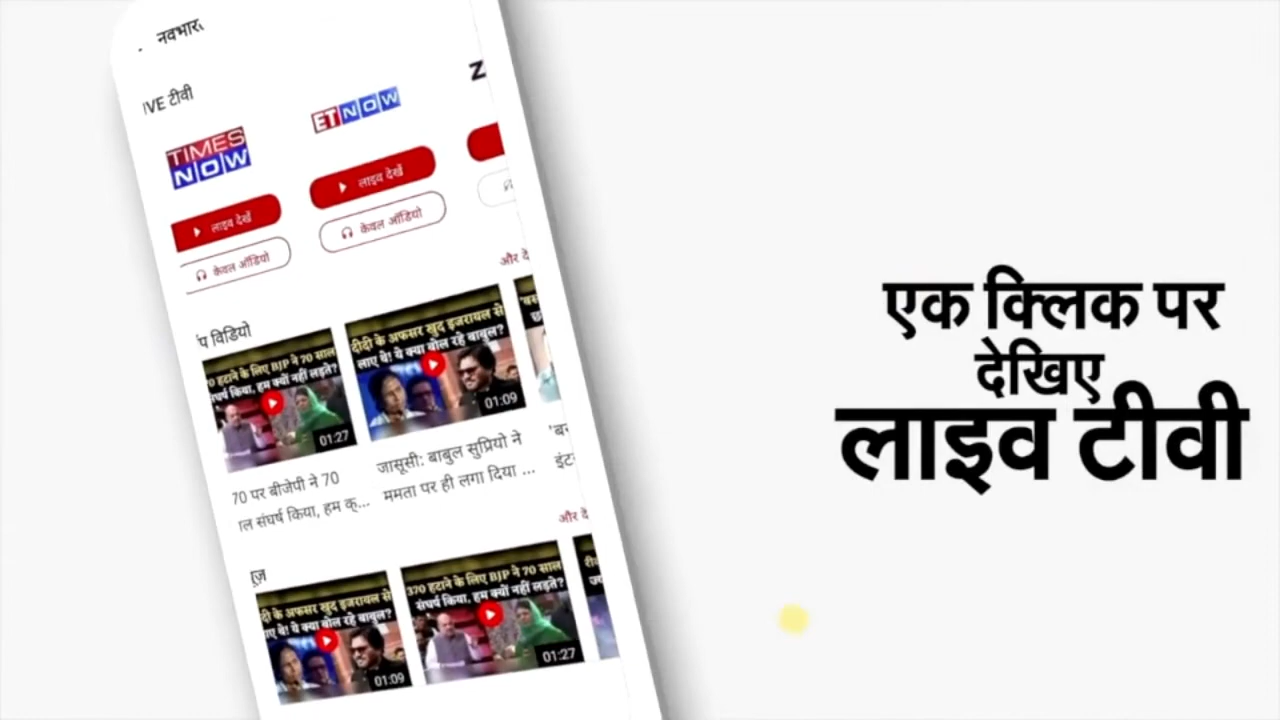 नवभार
IVE टीवी
TIMES
NOW
ET NOW
Z
लाइव देखें
लाइव देखें
केवल ऑडियो
केवल ऑडियो
और दे
प विडियो
0 हटाने के लिए BJP ने 70 साल
संघर्ष किया, हम क्यों नहीं लड़ते?
01:27
दीदी के अफसर खुद इजरायल से
लाए थे! ये क्या बोल रहे बाबुल?
01:09
70 पर बीजेपी ने 70
ल संघर्ष किया, हम क्...
जासूसी: बाबुल सुप्रियो ने
ममता पर ही लगा दिया ...
और दे
दी के अफसर खुद इजरायल से
ाए थे! ये क्या बोल रहे बाबुल?
01:09
370 हटाने के लिए BJP ने 70 साल
संघर्ष किया, हम क्यों नहीं लड़ते?
01:27
एक क्लिक पर
देखिए
लाइव टीवी